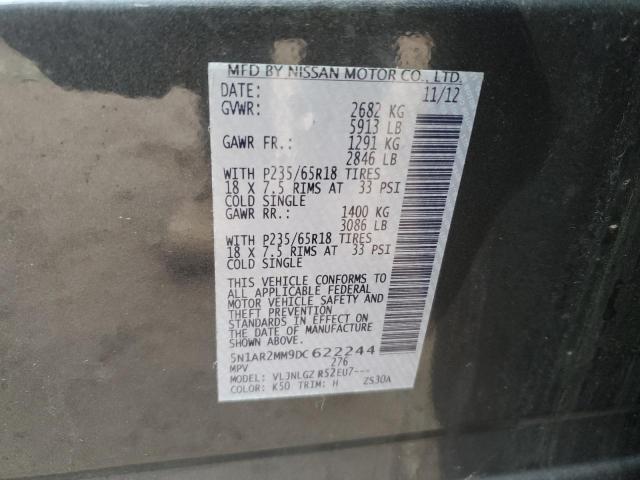 MFD BY NISSAN MOTOR CO., LTD.
DATE: 11/12
GVWR: 2682 KG
5913 LB
GAWR FR.: 1291 KG
2846 LB
WITH P235/65R18 TIRES
18 X 7.5 RIMS AT 33 PSI
COLD SINGLE
GAWR RR.: 1400 KG
3086 LB
WITH P235/65R18 TIRES
18 X 7.5 RIMS AT 33 PSI
COLD SINGLE
THIS VEHICLE CONFORMS TO
ALL APPLICABLE FEDERAL
MOTOR VEHICLE SAFETY AND
THEFT PREVENTION
STANDARDS IN EFFECT ON
THE DATE OF MANUFACTURE
SHOWN ABOVE.
5N1AR2MM9DC622244
MPV 276
MODEL: VL3NLGZ R52EU7---
COLOR: K50 TRIM: H ZS30A